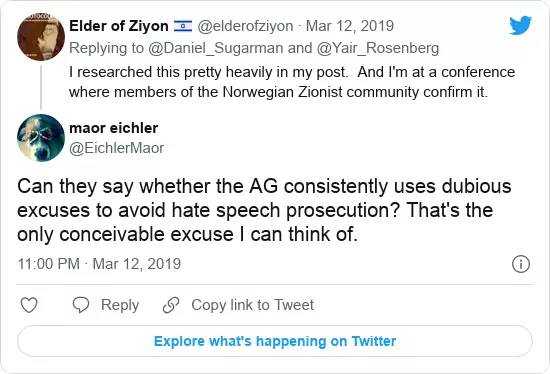 Elder of Ziyon 🇮🇱 @elderofziyon · Mar 12, 2019
Replying to @Daniel_Sugarman and @Yair_Rosenberg
I researched this pretty heavily in my post. And I'm at a conference
where members of the Norwegian Zionist community confirm it.
maor eichler
@EichlerMaor
Can they say whether the AG consistently uses dubious
excuses to avoid hate speech prosecution? That's the
only conceivable excuse I can think of.
11:00 PM · Mar 12, 2019
Reply
Copy link to Tweet
Explore what's happening on Twitter